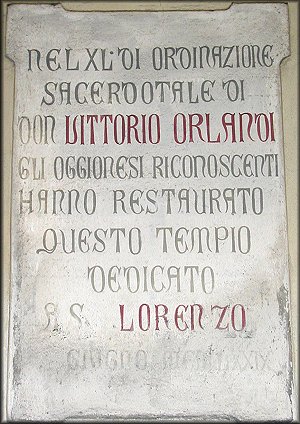 NEL XL° DI ORDINAZIONE
SACERDOTALE DI
DON VITTORIO ORLANDI
GLI OGGIONESI RICONOSCENTI
HANNO RESTAURATO
QUESTO TEMPIO
DEDICATO
A S. LORENZO
GIUGNO